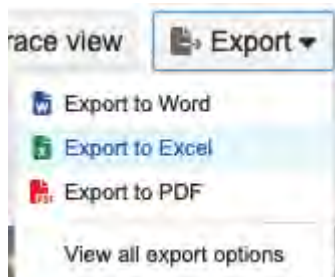 race view Export
Export to Word
Export to Excel
Export to PDF
View all export options